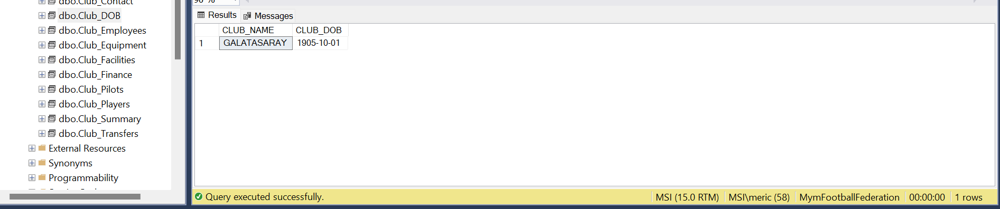 dbo.Club_Contact
dbo.Club_DOB
dbo.Club_Employees
dbo.Club_Equipment
dbo.Club_Facilities
dbo.Club_Finance
dbo.Club_Pilots
dbo.Club_Players
dbo.Club_Summary
dbo.Club_Transfers
External Resources
Synonyms
Programmability
90 %
Results Messages
CLUB_NAME CLUB_DOB
1 GALATASARAY 1905-10-01
Query executed successfully. MSI (15.0 RTM) MSI\meric (58) MymFootballFederation 00:00:00 1 rows